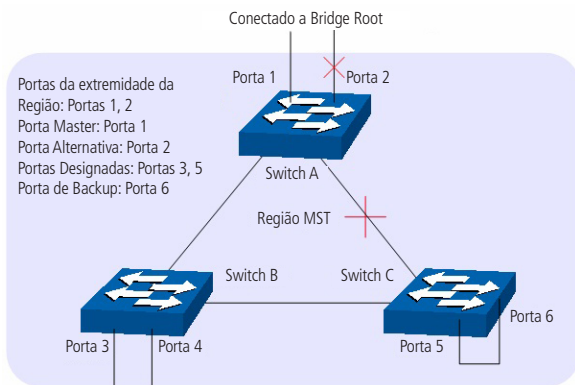 Conectado a Bridge Root
Portas da extremidade da
Região: Portas 1, 2
Porta Master: Porta 1
Porta Alternativa: Porta 2
Portas Designadas: Portas 3, 5
Porta de Backup: Porta 6
Porta 1
Porta 2
Switch A
Região MST
Switch B
Switch C
Porta 3
Porta 4
Porta 5
Porta 6